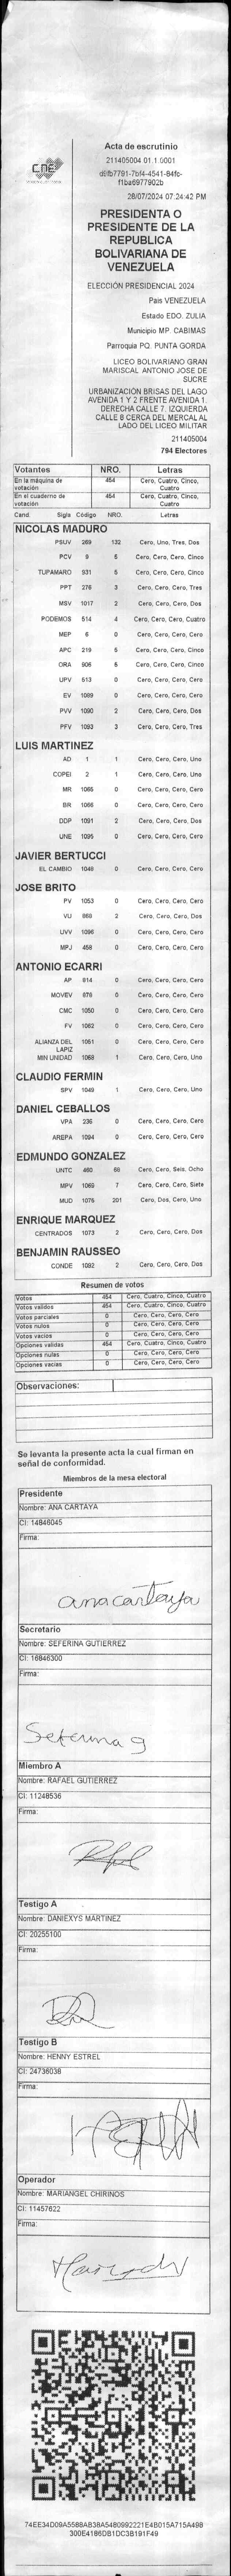 Acta de escrutinio
211405004 01.1.0001
d5fb7791-7bf4-4541-84fc-
f1ba6977902b
28/07/2024 07:24:42 PM
CNE
PRESIDENTA O
PRESIDENTE DE LA
REPUBLICA
BOLIVARIANA DE
VENEZUELA
ELECCIÓN PRESIDENCIAL 2024
Pais VENEZUELA
Estado EDO. ZULIA
Municipio MP. CABIMAS
Parroquia PQ. PUNTA GORDA
LICEO BOLIVARIANO GRAN
MARISCAL ANTONIO JOSE DE
SUCRE
URBANIZACIÓN BRISAS DEL LAGO
AVENIDA 1 Y 2 FRENTE AVENIDA 1.
DERECHA CALLE 7. IZQUIERDA
CALLE 8 CERCA DEL MERCAL AL
LADO DEL LICEO MILITAR
211405004
794 Electores
Votantes NRO. Letras
En la máquina de votación 454 Cero, Cuatro, Cinco, Cuatro
En el cuaderno de votación 454 Cero, Cuatro, Cinco, Cuatro
Cand. Sigla Código NRO. Letras
NICOLAS MADURO
PSUV 269 132 Cero, Uno, Tres, Dos
PCV 9 5 Cero, Cero, Cero, Cinco
TUPAMARO 931 5 Cero, Cero, Cero, Cinco
PPT 276 3 Cero, Cero, Cero, Tres
MSV 1017 2 Cero, Cero, Cero, Dos
PODEMOS 514 4 Cero, Cero, Cero, Cuatro
MEP 6 0 Cero, Cero, Cero, Cero
APC 219 5 Cero, Cero, Cero, Cinco
ORA 906 5 Cero, Cero, Cero, Cinco
UPV 513 0 Cero, Cero, Cero, Cero
EV 1089 0 Cero, Cero, Cero, Cero
PVV 1090 2 Cero, Cero, Cero, Dos
PFV 1093 3 Cero, Cero, Cero, Tres
LUIS MARTINEZ
AD 1 1 Cero, Cero, Cero, Uno
COPEI 2 1 Cero, Cero, Cero, Uno
MR 1065 0 Cero, Cero, Cero, Cero
BR 1066 0 Cero, Cero, Cero, Cero
DDP 1091 2 Cero, Cero, Cero, Dos
UNE 1095 0 Cero, Cero, Cero, Cero
JAVIER BERTUCCI
EL CAMBIO 1048 0 Cero, Cero, Cero, Cero
JOSE BRITO
PV 1053 0 Cero, Cero, Cero, Cero
VU 869 2 Cero, Cero, Cero, Dos
UVV 1096 0 Cero, Cero, Cero, Cero
MPJ 458 0 Cero, Cero, Cero, Cero
ANTONIO ECARRI
AP 814 0 Cero, Cero, Cero, Cero
MOVEV 878 0 Cero, Cero, Cero, Cero
CMC 1050 0 Cero, Cero, Cero, Cero
FV 1062 0 Cero, Cero, Cero, Cero
ALIANZA DEL LAPIZ 1051 0 Cero, Cero, Cero, Cero
MIN UNIDAD 1068 1 Cero, Cero, Cero, Uno
CLAUDIO FERMIN
SPV 1049 1 Cero, Cero, Cero, Uno
DANIEL CEBALLOS
VPA 236 0 Cero, Cero, Cero, Cero
AREPA 1094 0 Cero, Cero, Cero, Cero
EDMUNDO GONZALEZ
UNTC 460 68 Cero, Cero, Seis, Ocho
MPV 1069 7 Cero, Cero, Cero, Siete
MUD 1075 201 Cero, Dos, Cero, Uno
ENRIQUE MARQUEZ
CENTRADOS 1073 2 Cero, Cero, Cero, Dos
BENJAMIN RAUSSEO
CONDE 1092 2 Cero, Cero, Cero, Dos
Resumen de votos
Votos 454 Cero, Cuatro, Cinco, Cuatro
Votos validos 454 Cero, Cuatro, Cinco, Cuatro
Votos parciales 0 Cero, Cero, Cero, Cero
Votos nulos 0 Cero, Cero, Cero, Cero
Votos vacios 0 Cero, Cero, Cero, Cero
Opciones validas 454 Cero, Cuatro, Cinco, Cuatro
Opciones nulas 0 Cero, Cero, Cero, Cero
Opciones vacias 0 Cero, Cero, Cero, Cero
Observaciones:
Se levanta la presente acta la cual firman en
señal de conformidad.
Miembros de la mesa electoral
Presidente
Nombre: ANA CARTAYA
CI: 14846045
Firma:
ana cartaya
Secretario
Nombre: SEFERINA GUTIERREZ
CI: 16846300
Firma:
Seferina g
Miembro A
Nombre: RAFAEL GUTIERREZ
CI: 11248536
Firma:
Testigo A
Nombre: DANIEXYS MARTINEZ
CI: 20255100
Firma:
Testigo B
Nombre: HENNY ESTREL
CI: 24736038
Firma:
Operador
Nombre: MARIANGEL CHIRINOS
CI: 11457622
Firma:
74EE34D09A5588AB38A5480992221E4B015A715A498
300E4186DB1DC3B191F49